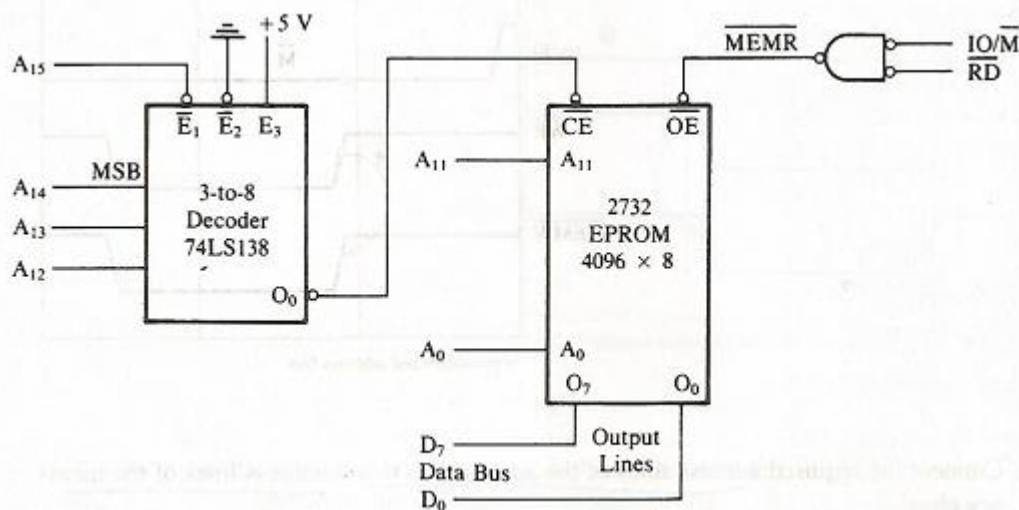 +5 V
MEMR
IO/M
RD
A15
E1 E2 E3
CE OE
MSB
A14
A13
A12
3-to-8
Decoder
74LS138
O0
A11
A11
2732
EPROM
4096 × 8
A0
A0
O7 O0
D7
Data Bus
D0
Output
Lines